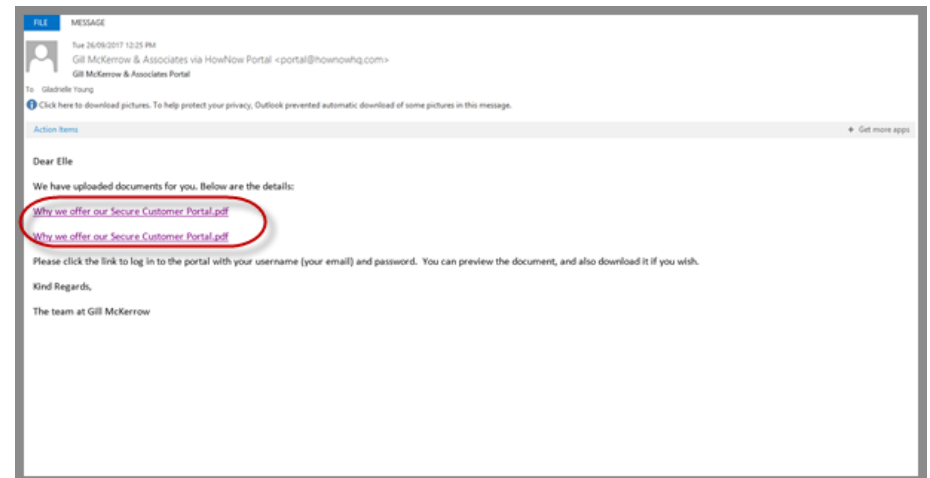 FILE MESSAGE
Tue 26/09/2017 12:25 PM
Gill McKerrow & Associates via HowNow Portal <portal@hownowhq.com>
Gill McKerrow & Associates Portal
To Gladrielle Young
Click here to download pictures. To help protect your privacy, Outlook prevented automatic download of some pictures in this message.
Action Items + Get more apps
Dear Elle
We have uploaded documents for you. Below are the details:
Why we offer our Secure Customer Portal.pdf
Why we offer our Secure Customer Portal.pdf
Please click the link to log in to the portal with your username (your email) and password. You can preview the document, and also download it if you wish.
Kind Regards,
The team at Gill McKerrow